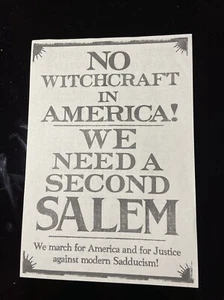 NO
WITCHCRAFT
IN
AMERICA!
WE
NEED A
SECOND
SALEM
We march for America and for Justice
against modern Sadducism!